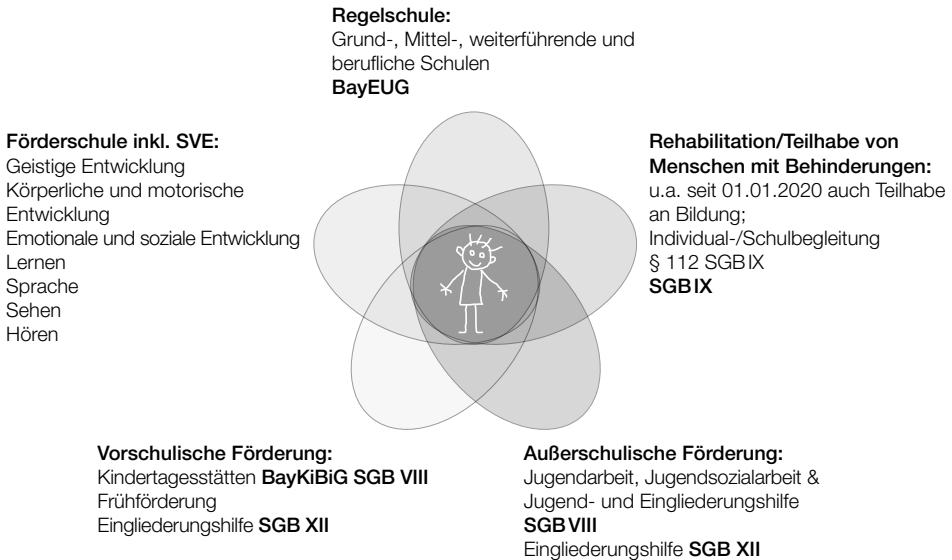 Regelschule:
Grund-, Mittel-, weiterführende und
berufliche Schulen
BayEUG
Förderschule inkl. SVE:
Geistige Entwicklung
Körperliche und motorische
Entwicklung
Emotionale und soziale Entwicklung
Lernen
Sprache
Sehen
Hören
Rehabilitation/Teilhabe von
Menschen mit Behinderungen:
u.a. seit 01.01.2020 auch Teilhabe
an Bildung;
Individual-/Schulbegleitung
§ 112 SGB IX
SGB IX
Vorschulische Förderung:
Kindertagesstätten BayKiBiG SGB VIII
Frühförderung
Eingliederungshilfe SGB XII
Außerschulische Förderung:
Jugendarbeit, Jugendsozialarbeit &
Jugend- und Eingliederungshilfe
SGB VIII
Eingliederungshilfe SGB XII